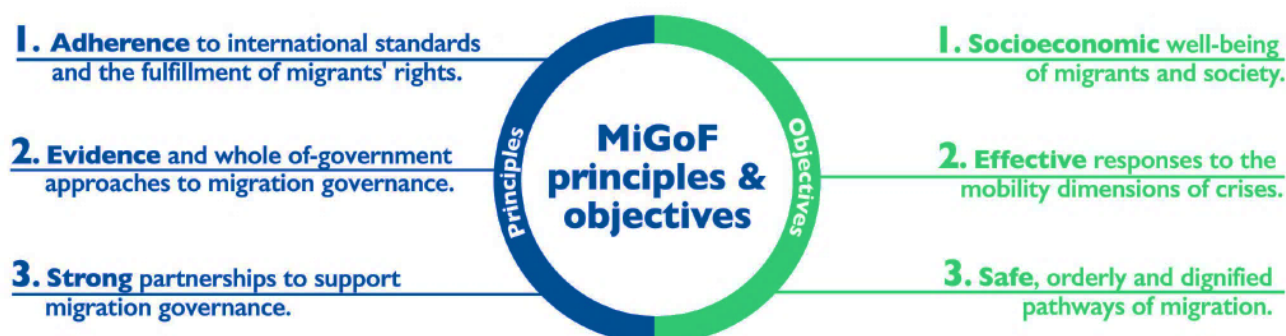 1. Adherence to international standards
and the fulfillment of migrants' rights.
2. Evidence and whole of-government
approaches to migration governance.
3. Strong partnerships to support
migration governance.
Principles
MiGoF
principles &
objectives
Objectives
1. Socioeconomic well-being
of migrants and society.
2. Effective responses to the
mobility dimensions of crises.
3. Safe, orderly and dignified
pathways of migration.